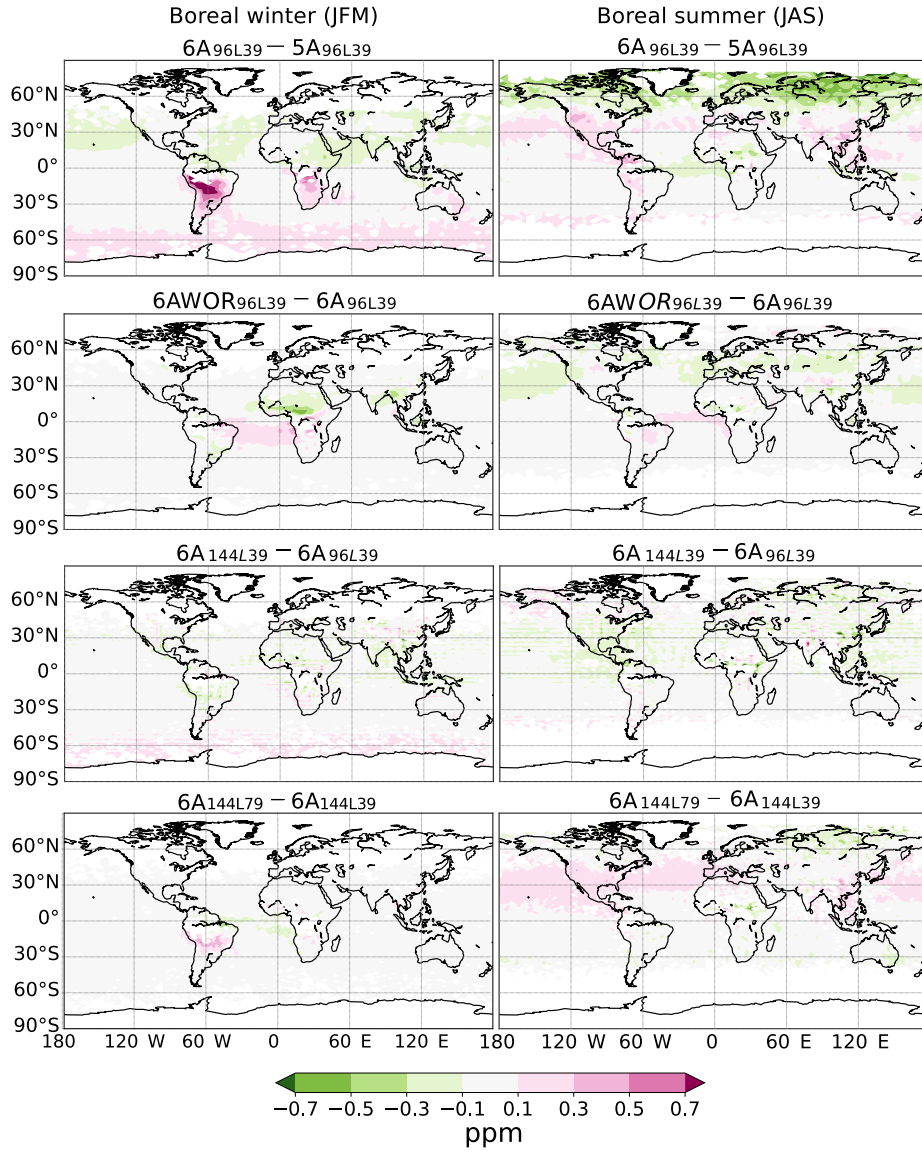 Boreal winter (JFM) Boreal summer (JAS)
6A96L39 − 5A96L39 6A96L39 − 5A96L39
60°N
30°N
0°
30°S
60°S
90°S
6AWOR96L39 − 6A96L39 6AWOR96L39 − 6A96L39
60°N
30°N
0°
30°S
60°S
90°S
6A144L39 − 6A96L39 6A144L39 − 6A96L39
60°N
30°N
0°
30°S
60°S
90°S
6A144L79 − 6A144L39 6A144L79 − 6A144L39
60°N
30°N
0°
30°S
60°S
90°S
180 120 W 60 W 0 60 E 120 E 180 120 W 60 W 0 60 E 120 E
−0.7 −0.5 −0.3 −0.1 0.1 0.3 0.5 0.7
ppm